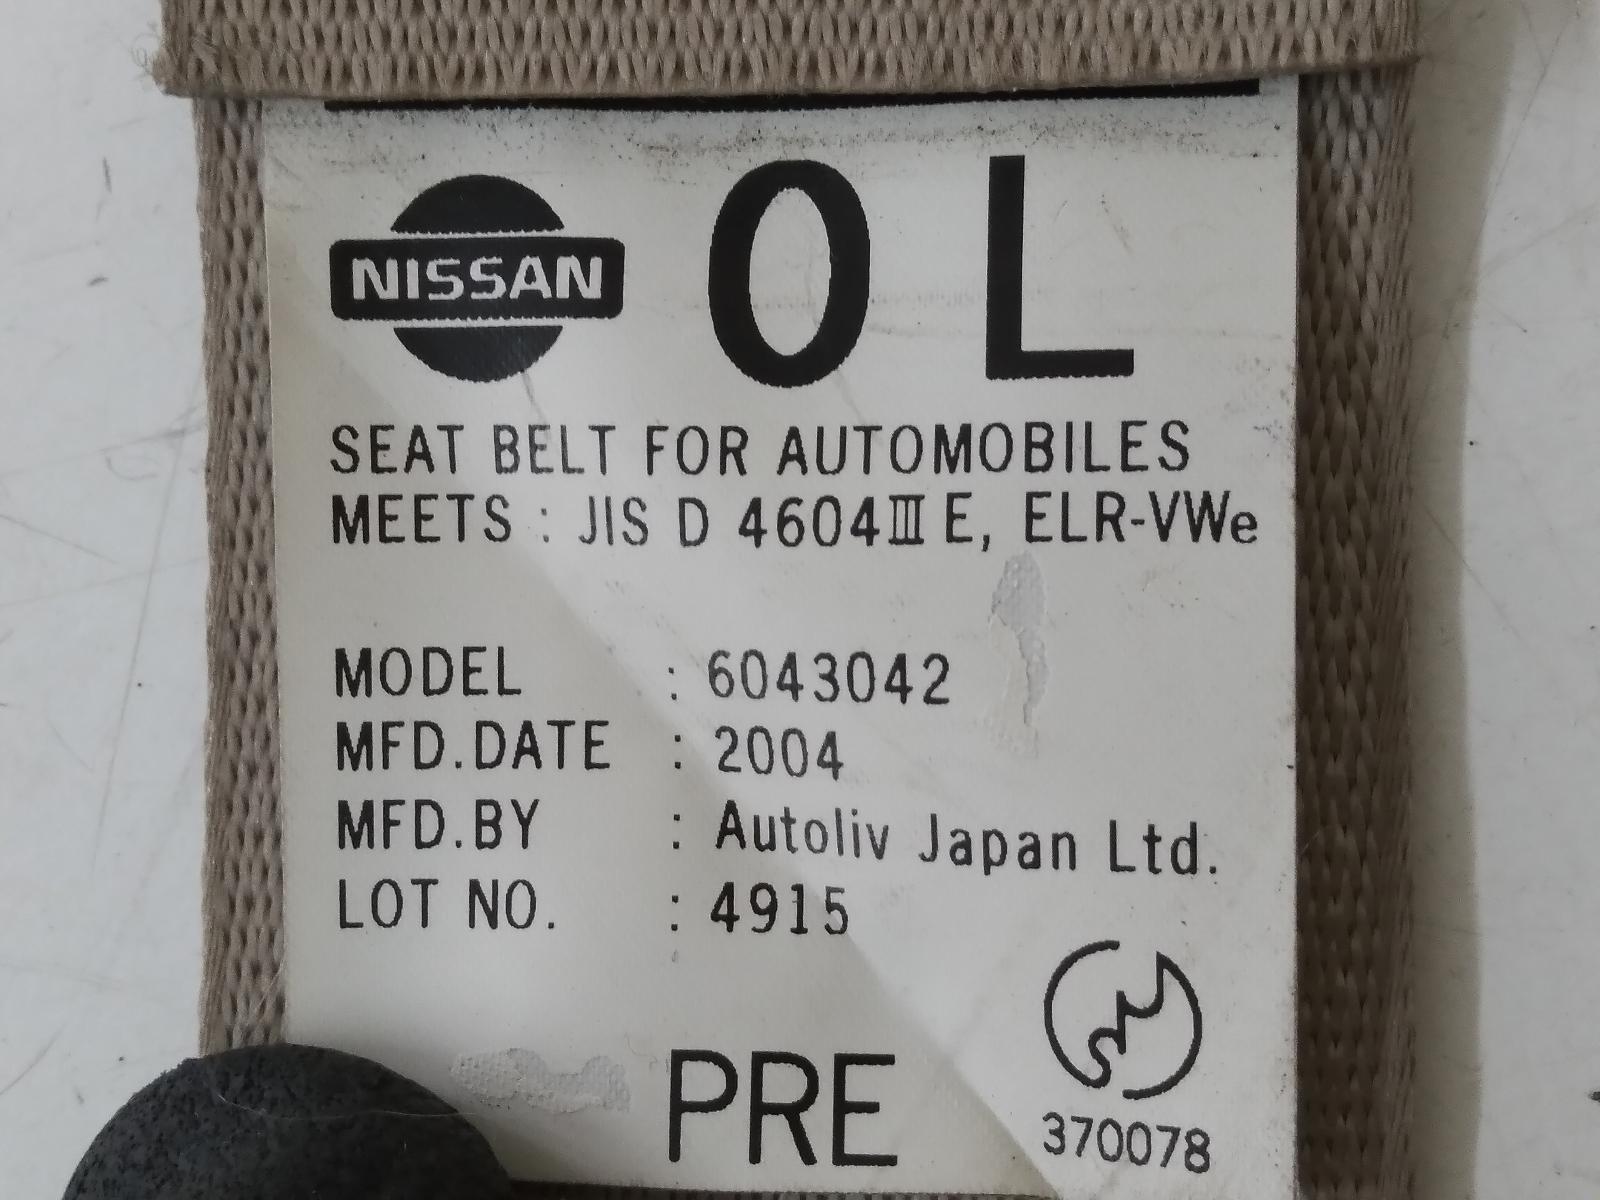 NISSAN OL
SEAT BELT FOR AUTOMOBILES
MEETS : JIS D 4604Ⅲ E, ELR-VWe
MODEL : 6043042
MFD.DATE : 2004
MFD.BY : Autoliv Japan Ltd.
LOT NO. : 4915
PRE
370078